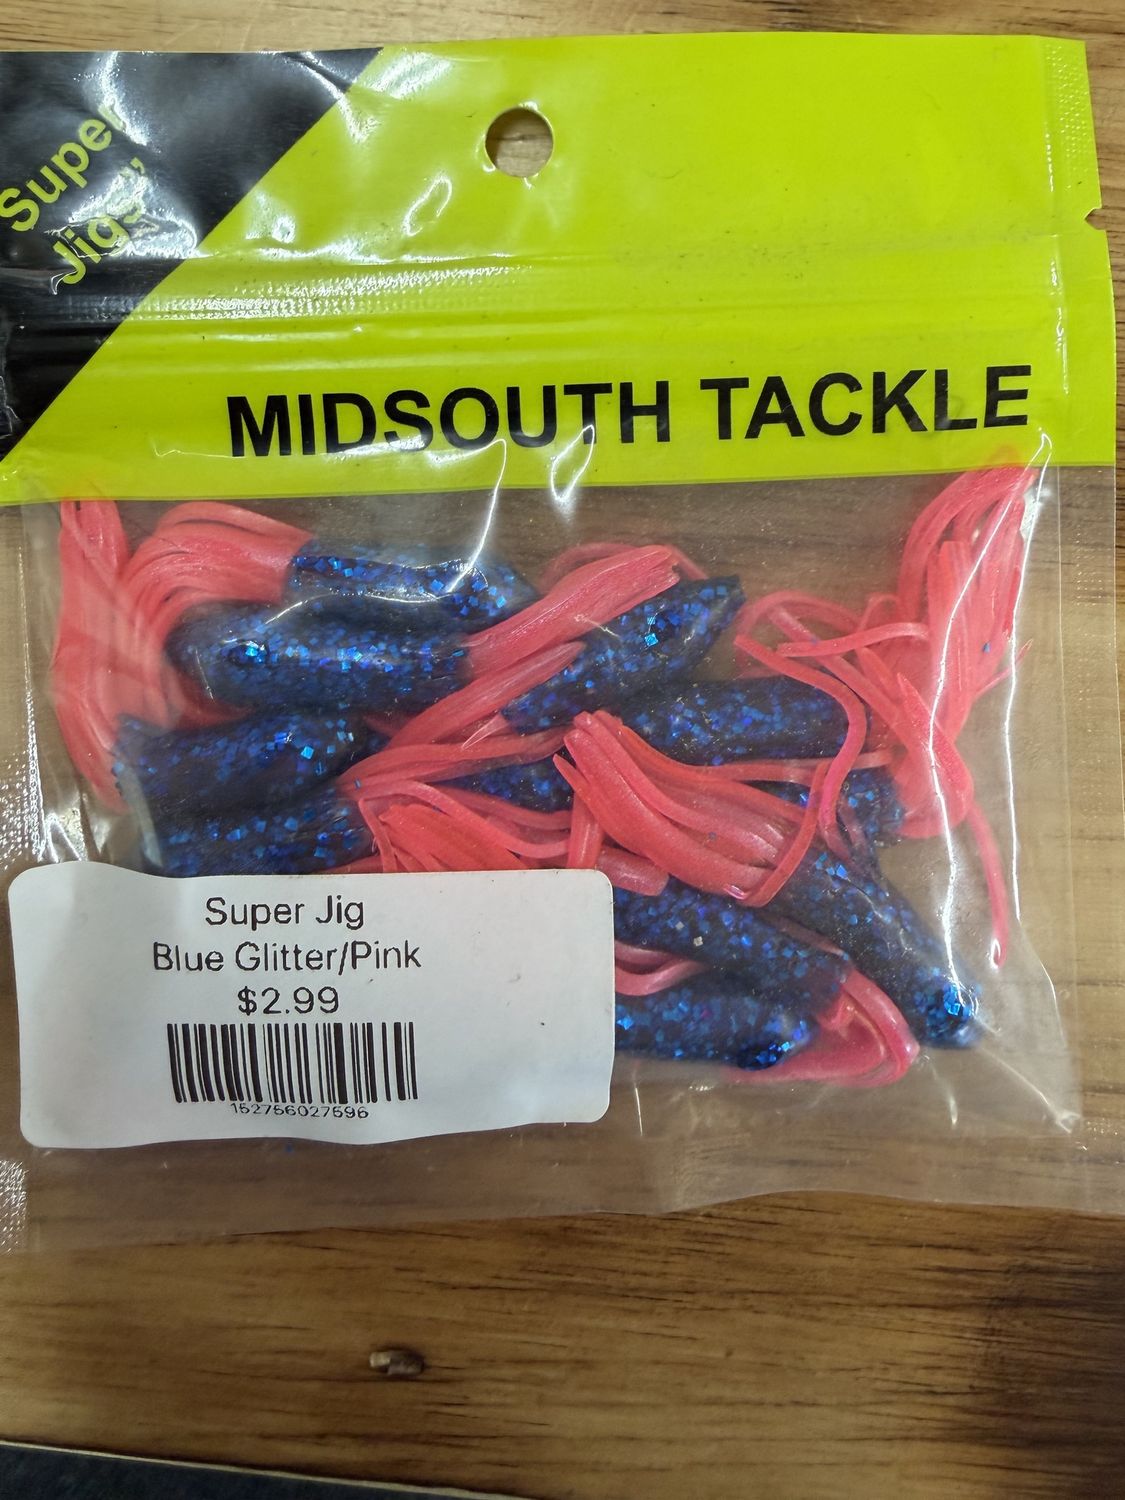 Super
Jigs"
MIDSOUTH TACKLE
Super Jig
Blue Glitter/Pink
$2.99
152756027596